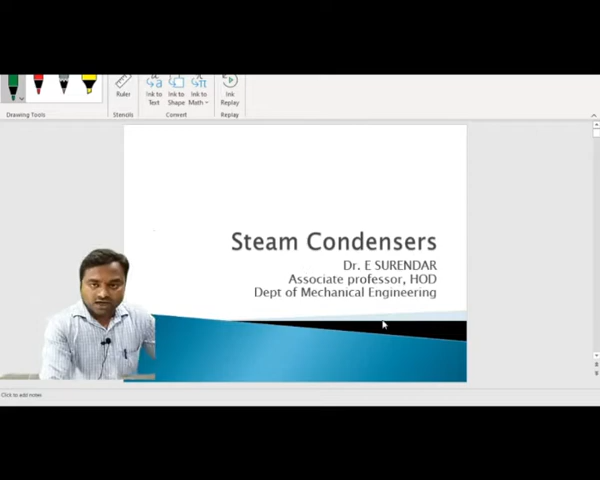 Ruler
Ink to Text
Ink to Shape
Ink to Math
Ink Replay
Drawing Tools
Stencils
Convert
Replay
Steam Condensers
Dr. E SURENDAR
Associate professor, HOD
Dept of Mechanical Engineering
Click to add notes